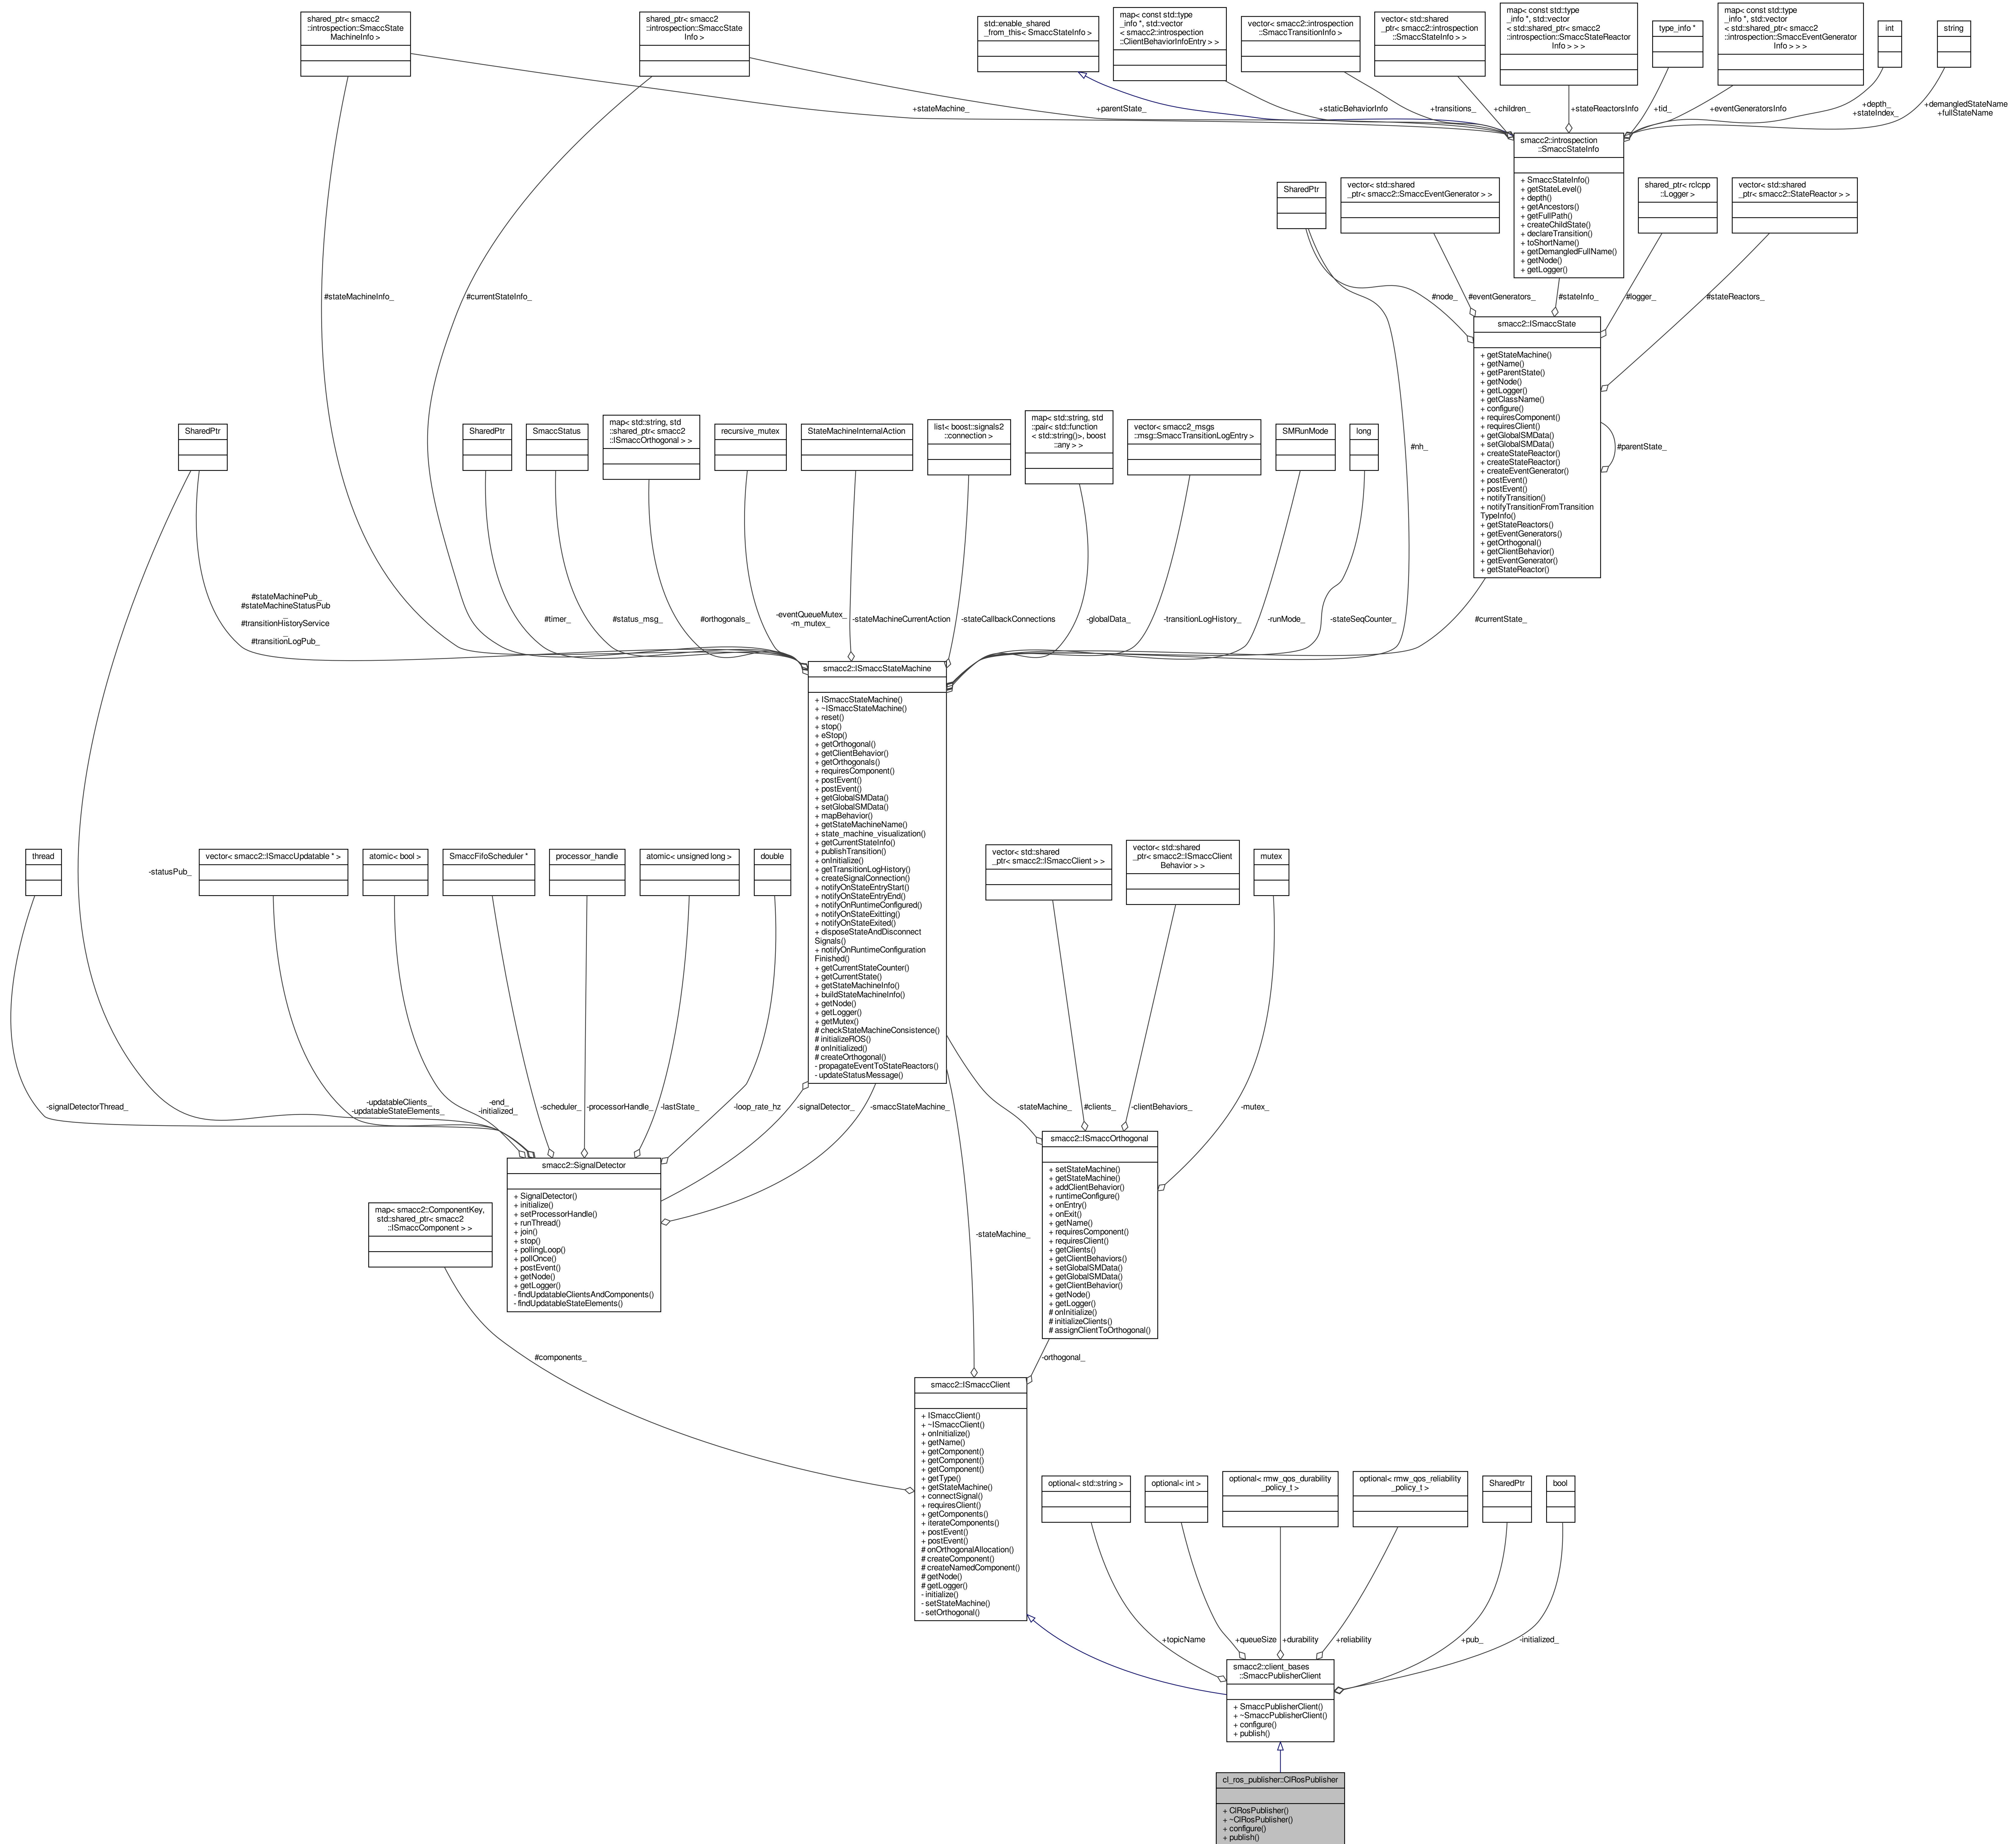 shared_ptr< smacc2
::introspection::SmaccState
MachineInfo >
shared_ptr< smacc2
::introspection::SmaccState
Info >
std::enable_shared
_from_this< SmaccStateInfo >
map< const std::type
_info *, std::vector
< smacc2::introspection
::ClientBehaviorInfoEntry > >
vector< smacc2::introspection
::SmaccTransitionInfo >
vector< std::shared
_ptr< smacc2::introspection
::SmaccStateInfo > >
map< const std::type
_info *, std::vector
< std::shared_ptr< smacc2
::introspection::SmaccStateReactor
Info > > >
type_info *
map< const std::type
_info *, std::vector
< std::shared_ptr< smacc2
::introspection::SmaccEventGenerator
Info > > >
int
string
+stateMachine_
+parentState_
+staticBehaviorInfo
+transitions_
+children_
+stateReactorsInfo
+tid_
+eventGeneratorsInfo
+depth_
+stateIndex_
+demangledStateName
+fullStateName
smacc2::introspection
::SmaccStateInfo
+ SmaccStateInfo()
+ getStateLevel()
+ depth()
+ getAncestors()
+ getFullPath()
+ createChildState()
+ declareTransition()
+ toShortName()
+ getDemangledFullName()
+ getNode()
+ getLogger()
SharedPtr
vector< std::shared
_ptr< smacc2::SmaccEventGenerator > >
shared_ptr< rclcpp
::Logger >
vector< std::shared
_ptr< smacc2::StateReactor > >
#stateMachineInfo_
#currentStateInfo_
#node_
#eventGenerators_
#stateInfo_
#logger_
#stateReactors_
smacc2::ISmaccState
+ getStateMachine()
+ getName()
+ getParentState()
+ getNode()
+ getLogger()
+ getClassName()
+ configure()
+ requiresComponent()
+ requiresClient()
+ getGlobalSMData()
+ setGlobalSMData()
+ createStateReactor()
+ createStateReactor()
+ createEventGenerator()
+ postEvent()
+ postEvent()
+ notifyTransition()
+ notifyTransitionFromTransition
TypeInfo()
+ getStateReactors()
+ getEventGenerators()
+ getOrthogonal()
+ getClientBehavior()
+ getEventGenerator()
+ getStateReactor()
#parentState_
#nh_
SharedPtr
SharedPtr
SmaccStatus
map< std::string, std
::shared_ptr< smacc2
::ISmaccOrthogonal > >
recursive_mutex
StateMachineInternalAction
list< boost::signals2
::connection >
map< std::string, std
::pair< std::function
< std::string()>, boost
::any > >
vector< smacc2_msgs
::msg::SmaccTransitionLogEntry >
SMRunMode
long
#stateMachinePub_
#stateMachineStatusPub
_
#transitionHistoryService
_
#transitionLogPub_
#timer_
#status_msg_
#orthogonals_
-eventQueueMutex_
-m_mutex_
-stateMachineCurrentAction
-stateCallbackConnections
-globalData_
-transitionLogHistory_
-runMode_
-stateSeqCounter_
#currentState_
smacc2::ISmaccStateMachine
+ ISmaccStateMachine()
+ ~ISmaccStateMachine()
+ reset()
+ stop()
+ eStop()
+ getOrthogonal()
+ getClientBehavior()
+ getOrthogonals()
+ requiresComponent()
+ postEvent()
+ postEvent()
+ getGlobalSMData()
+ setGlobalSMData()
+ mapBehavior()
+ getStateMachineName()
+ state_machine_visualization()
+ getCurrentStateInfo()
+ publishTransition()
+ onInitialize()
+ getTransitionLogHistory()
+ createSignalConnection()
+ notifyOnStateEntryStart()
+ notifyOnStateEntryEnd()
+ notifyOnRuntimeConfigured()
+ notifyOnStateExitting()
+ notifyOnStateExited()
+ disposeStateAndDisconnect
Signals()
+ notifyOnRuntimeConfiguration
Finished()
+ getCurrentStateCounter()
+ getCurrentState()
+ getStateMachineInfo()
+ buildStateMachineInfo()
+ getNode()
+ getLogger()
+ getMutex()
# checkStateMachineConsistence()
# initializeROS()
# onInitialized()
# createOrthogonal()
- propagateEventToStateReactors()
- updateStatusMessage()
thread
-statusPub_
vector< smacc2::ISmaccUpdatable * >
atomic< bool >
SmaccFifoScheduler *
processor_handle
atomic< unsigned long >
double
vector< std::shared
_ptr< smacc2::ISmaccClient > >
vector< std::shared
_ptr< smacc2::ISmaccClient
Behavior > >
mutex
-signalDetectorThread_
-updatableClients_
-updatableStateElements_
-end_
-initialized_
-scheduler_
-processorHandle_
-lastState_
-loop_rate_hz
-signalDetector_
-smaccStateMachine_
-stateMachine_
#clients_
-clientBehaviors_
-mutex_
smacc2::SignalDetector
+ SignalDetector()
+ initialize()
+ setProcessorHandle()
+ runThread()
+ join()
+ stop()
+ pollingLoop()
+ pollOnce()
+ postEvent()
+ getNode()
+ getLogger()
- findUpdatableClientsAndComponents()
- findUpdatableStateElements()
smacc2::ISmaccOrthogonal
+ setStateMachine()
+ getStateMachine()
+ addClientBehavior()
+ runtimeConfigure()
+ onEntry()
+ onExit()
+ getName()
+ requiresComponent()
+ requiresClient()
+ getClients()
+ getClientBehaviors()
+ setGlobalSMData()
+ getGlobalSMData()
+ getClientBehavior()
+ getNode()
+ getLogger()
# onInitialize()
# initializeClients()
# assignClientToOrthogonal()
map< smacc2::ComponentKey,
std::shared_ptr< smacc2
::ISmaccComponent > >
-stateMachine_
#components_
-orthogonal_
smacc2::ISmaccClient
+ ISmaccClient()
+ ~ISmaccClient()
+ onInitialize()
+ getName()
+ getComponent()
+ getComponent()
+ getComponent()
+ getType()
+ getStateMachine()
+ connectSignal()
+ requiresClient()
+ getComponents()
+ iterateComponents()
+ postEvent()
+ postEvent()
# onOrthogonalAllocation()
# createComponent()
# createNamedComponent()
# getNode()
# getLogger()
- initialize()
- setStateMachine()
- setOrthogonal()
optional< std::string >
optional< int >
optional< rmw_qos_durability
_policy_t >
optional< rmw_qos_reliability
_policy_t >
SharedPtr
bool
+topicName
+queueSize
+durability
+reliability
+pub_
-initialized_
smacc2::client_bases
::SmaccPublisherClient
+ SmaccPublisherClient()
+ ~SmaccPublisherClient()
+ configure()
+ publish()
cl_ros_publisher::ClRosPublisher
+ ClRosPublisher()
+ ~ClRosPublisher()
+ configure()
+ publish()